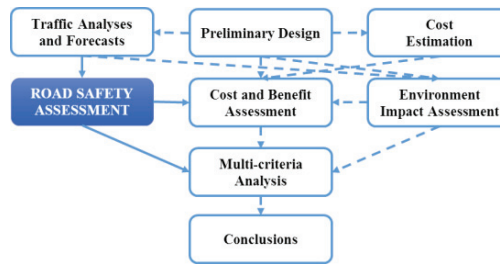 Traffic Analyses
and Forecasts
Preliminary Design
Cost
Estimation
ROAD SAFETY
ASSESSMENT
Cost and Benefit
Assessment
Environment
Impact Assessment
Multi-criteria
Analysis
Conclusions